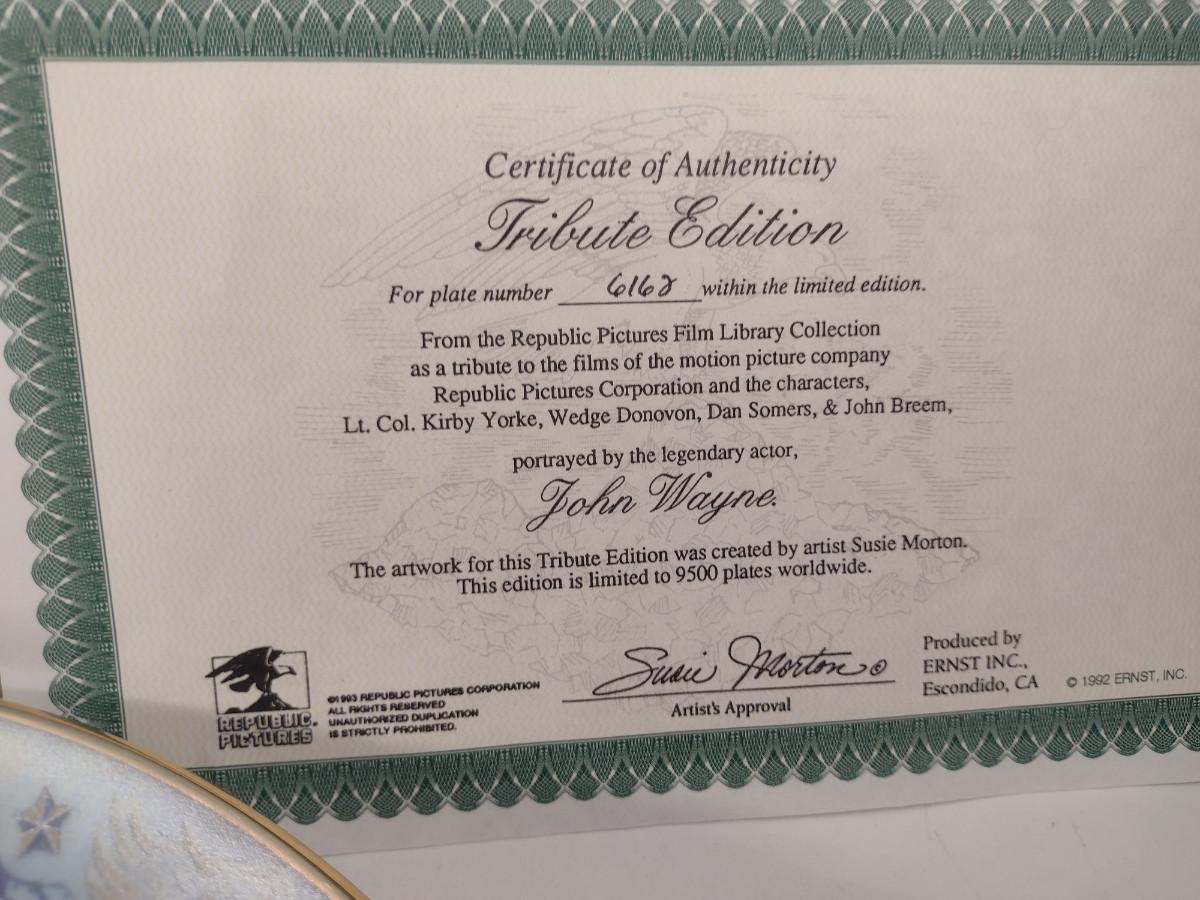 Certificate of Authenticity
Tribute Edition
For plate number 6162 within the limited edition.
From the Republic Pictures Film Library Collection
as a tribute to the films of the motion picture company
Republic Pictures Corporation and the characters,
Lt. Col. Kirby Yorke, Wedge Donovon, Dan Somers, & John Breem,
portrayed by the legendary actor,
John Wayne.
The artwork for this Tribute Edition was created by artist Susie Morton.
This edition is limited to 9500 plates worldwide.
REPUBLIC.
PICTURES
©1993 REPUBLIC PICTURES CORPORATION
ALL RIGHTS RESERVED
UNAUTHORIZED DUPLICATION
IS STRICTLY PROHIBITED.
Susie Morton ©
Artist's Approval
Produced by
ERNST INC.,
Escondido, CA
© 1992 ERNST, INC.